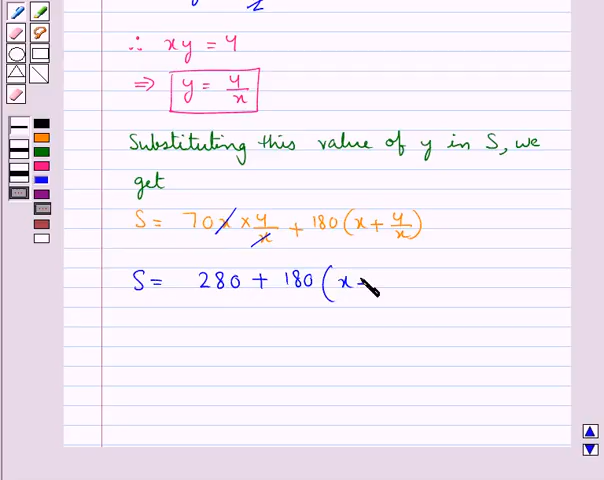 ∴ xy = 4
⇒ y = 4/x
Substituting this value of y in S, we
get
S = 70x × 4/x + 180 (x + 4/x)
S = 280 + 180 (x